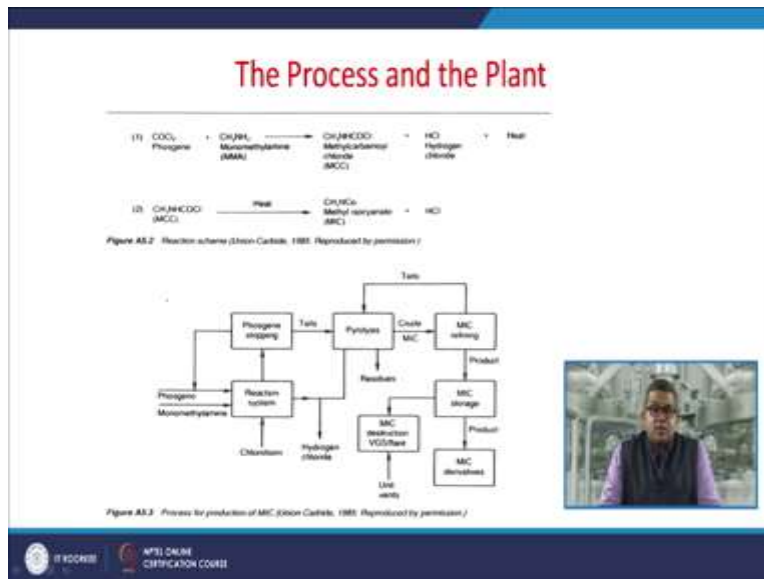 The Process and the Plant
(1) COCl₂ + CH₃NH₂ CH₃NHCOCl + HCl + Heat
Phosgene Monomethylamine Methylcarbamoyl Hydrogen
(MMA) chloride chloride
(MCC)
(2) CH₃NHCOCl Heat CH₃NCo + HCl
(MCC) Methyl isocyanate
(MIC)
Figure A5.2 Reaction scheme (Union Carbide, 1985. Reproduced by permission.)
Tails
Phosgene
stripping
Tails
Pyrolysis
Crude
MIC
MIC
refining
Product
Residues
Phosgene
Monomethylamine
Reaction
system
MIC
storage
Chloroform
Hydrogen
chloride
MIC
destruction
VGS/flare
Product
Unit
vents
MIC
derivatives
Figure A5.3 Process for production of MIC (Union Carbide, 1985. Reproduced by permission.)
IIT ROORKEE
NPTEL ONLINE
CERTIFICATION COURSE